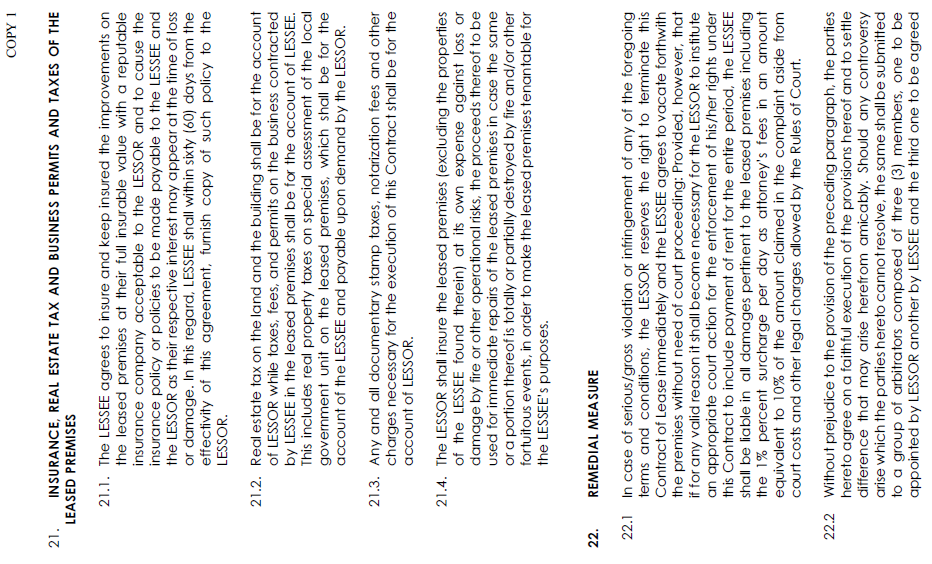 COPY 1
21. INSURANCE, REAL ESTATE TAX AND BUSINESS PERMITS AND TAXES OF THE
LEASED PREMISES
21.1. The LESSEE agrees to insure and keep insured the improvements on
the leased premises at their full insurable value with a reputable
insurance company acceptable to the LESSOR and to cause the
insurance policy or policies to be made payable to the LESSEE and
the LESSOR as their respective interest may appear at the time of loss
or damage. In this regard, LESSEE shall within sixty (60) days from the
effectivity of this agreement, furnish copy of such policy to the
LESSOR.
21.2. Real estate tax on the land and the building shall be for the account
of LESSOR while taxes, fees, and permits on the business contracted
by LESSEE in the leased premises shall be for the account of LESSEE.
This includes real property taxes on special assessment of the local
government unit on the leased premises, which shall be for the
account of the LESSEE and payable upon demand by the LESSOR.
21.3. Any and all documentary stamp taxes, notarization fees and other
charges necessary for the execution of this Contract shall be for the
account of LESSOR.
21.4. The LESSOR shall insure the leased premises (excluding the properties
of the LESSEE found therein) at its own expense against loss or
damage by fire or other operational risks, the proceeds thereof to be
used for immediate repairs of the leased premises in case the same
or a portion thereof is totally or partially destroyed by fire and/or other
fortuitous events, in order to make the leased premises tenantable for
the LESSEE's purposes.
22. REMEDIAL MEASURE
22.1 In case of serious/gross violation or infringement of any of the foregoing
terms and conditions, the LESSOR reserves the right to terminate this
Contract of Lease immediately and the LESSEE agrees to vacate forthwith
the premises without need of court proceeding: Provided, however, that
if for any valid reason it shall become necessary for the LESSOR to institute
an appropriate court action for the enforcement of his/her rights under
this Contract to include payment of rent for the entire period, the LESSEE
shall be liable in all damages pertinent to the leased premises including
the 1% percent surcharge per day as attorney's fees in an amount
equivalent to 10% of the amount claimed in the complaint aside from
court costs and other legal charges allowed by the Rules of Court.
22.2 Without prejudice to the provision of the preceding paragraph, the parties
hereto agree on a faithful execution of the provisions hereof and to settle
difference that may arise herefrom amicably. Should any controversy
arise which the parties hereto cannot resolve, the same shall be submitted
to a group of arbitrators composed of three (3) members, one to be
appointed by LESSOR and another by LESSEE and the third one to be agreed